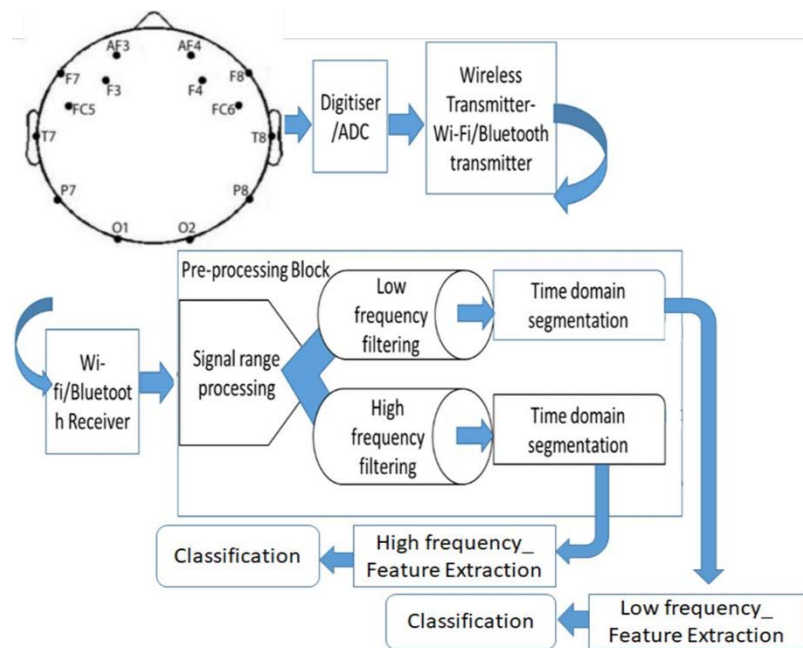 AF3
AF4
F7
F3
F4
F8
FC5
FC6
T7
T8
P7
P8
O1
O2
Digitiser
/ADC
Wireless
Transmitter-
Wi-Fi/Bluetooth
transmitter
Pre-processing Block
Wi-
fi/Bluetoot
h Receiver
Signal range
processing
Low
frequency
filtering
Time domain
segmentation
High
frequency
filtering
Time domain
segmentation
Classification
High frequency_
Feature Extraction
Classification
Low frequency_
Feature Extraction